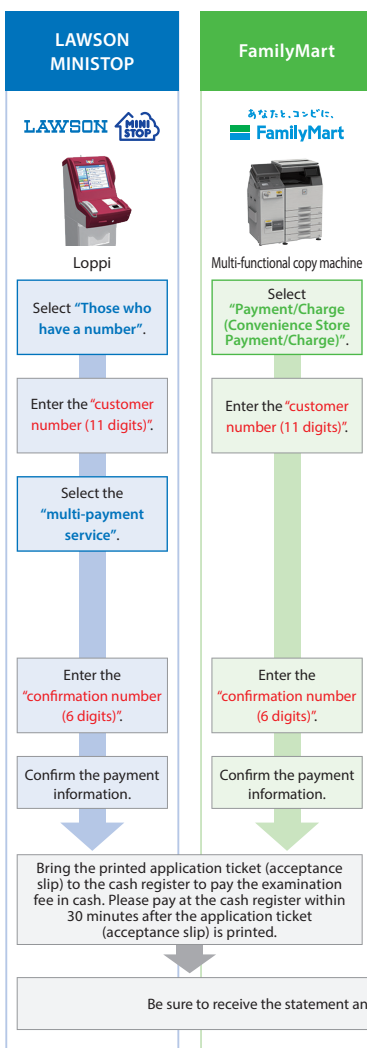 LAWSON
MINISTOP
LAWSON MINI
STOP
Loppi
Select “Those who
have a number”.
Enter the “customer
number (11 digits)”.
Select the
“multi-payment
service”.
Enter the
“confirmation number
(6 digits)”.
Confirm the payment
information.
FamilyMart
あなたと、コンビに、
FamilyMart
Multi-functional copy machine
Select
“Payment/Charge
(Convenience Store
Payment/Charge)”.
Enter the “customer
number (11 digits)”.
Enter the
“confirmation number
(6 digits)”.
Confirm the payment
information.
Bring the printed application ticket (acceptance
slip) to the cash register to pay the examination
fee in cash. Please pay at the cash register within
30 minutes after the application ticket
(acceptance slip) is printed.
Be sure to receive the statement an